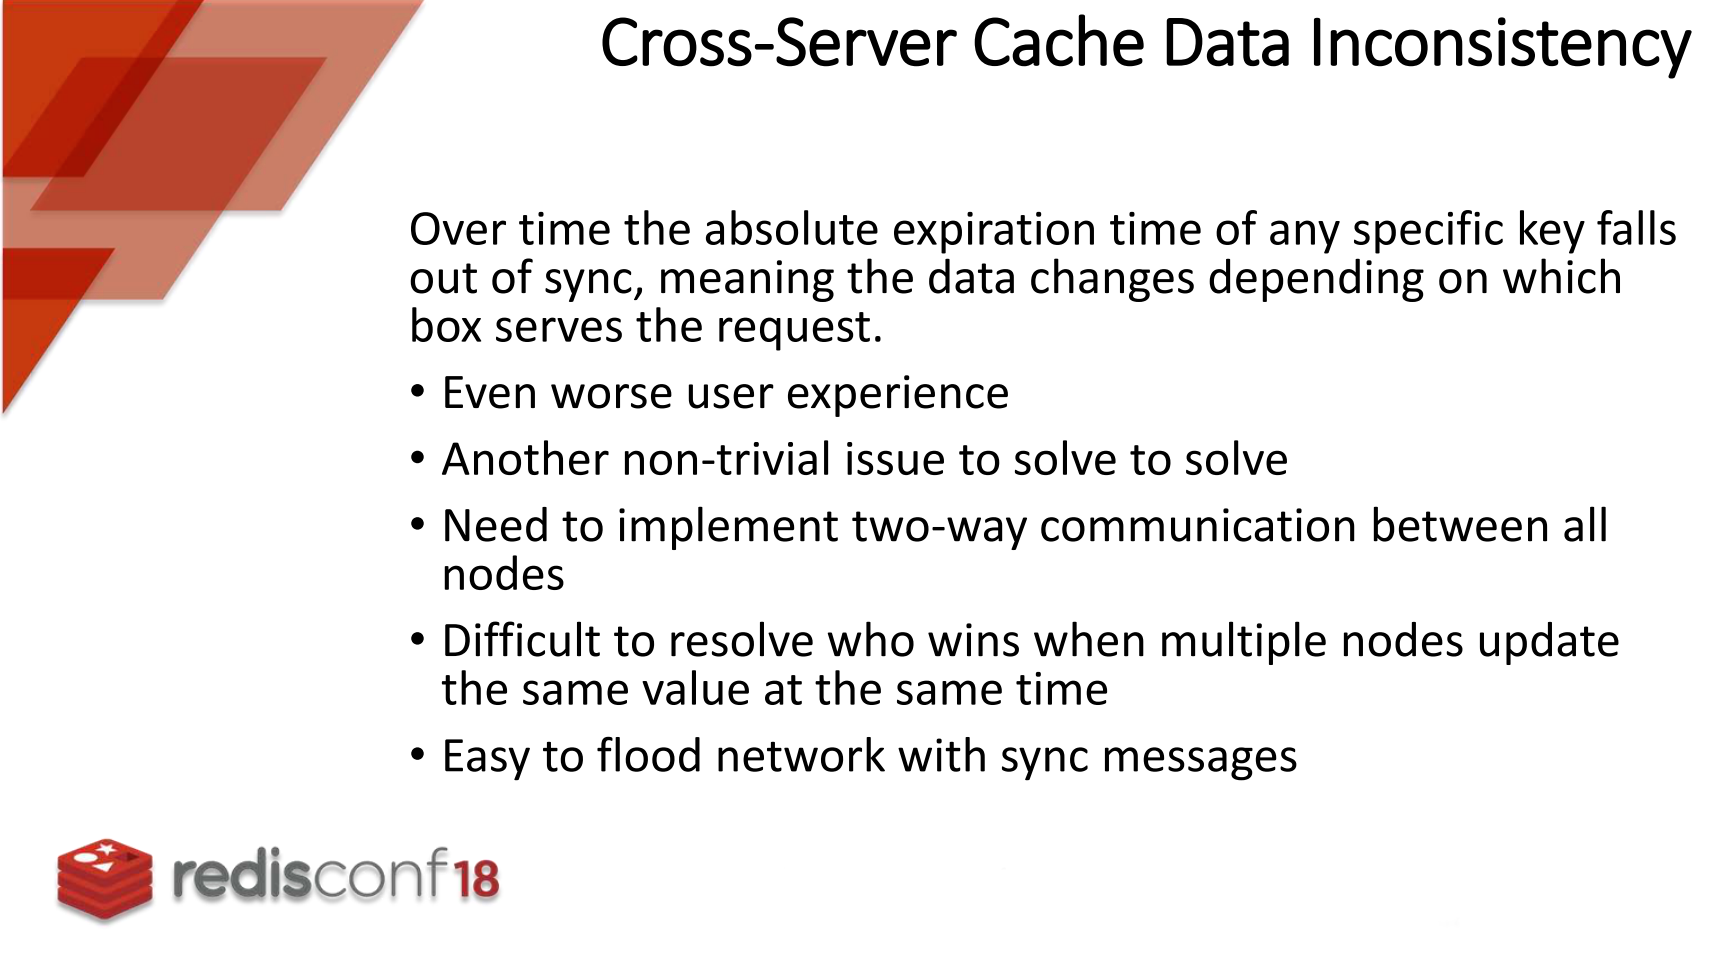 Cross-Server Cache Data Inconsistency
Over time the absolute expiration time of any specific key falls
out of sync, meaning the data changes depending on which
box serves the request.
• Even worse user experience
• Another non-trivial issue to solve to solve
• Need to implement two-way communication between all
nodes
• Difficult to resolve who wins when multiple nodes update
the same value at the same time
• Easy to flood network with sync messages
redisconf18